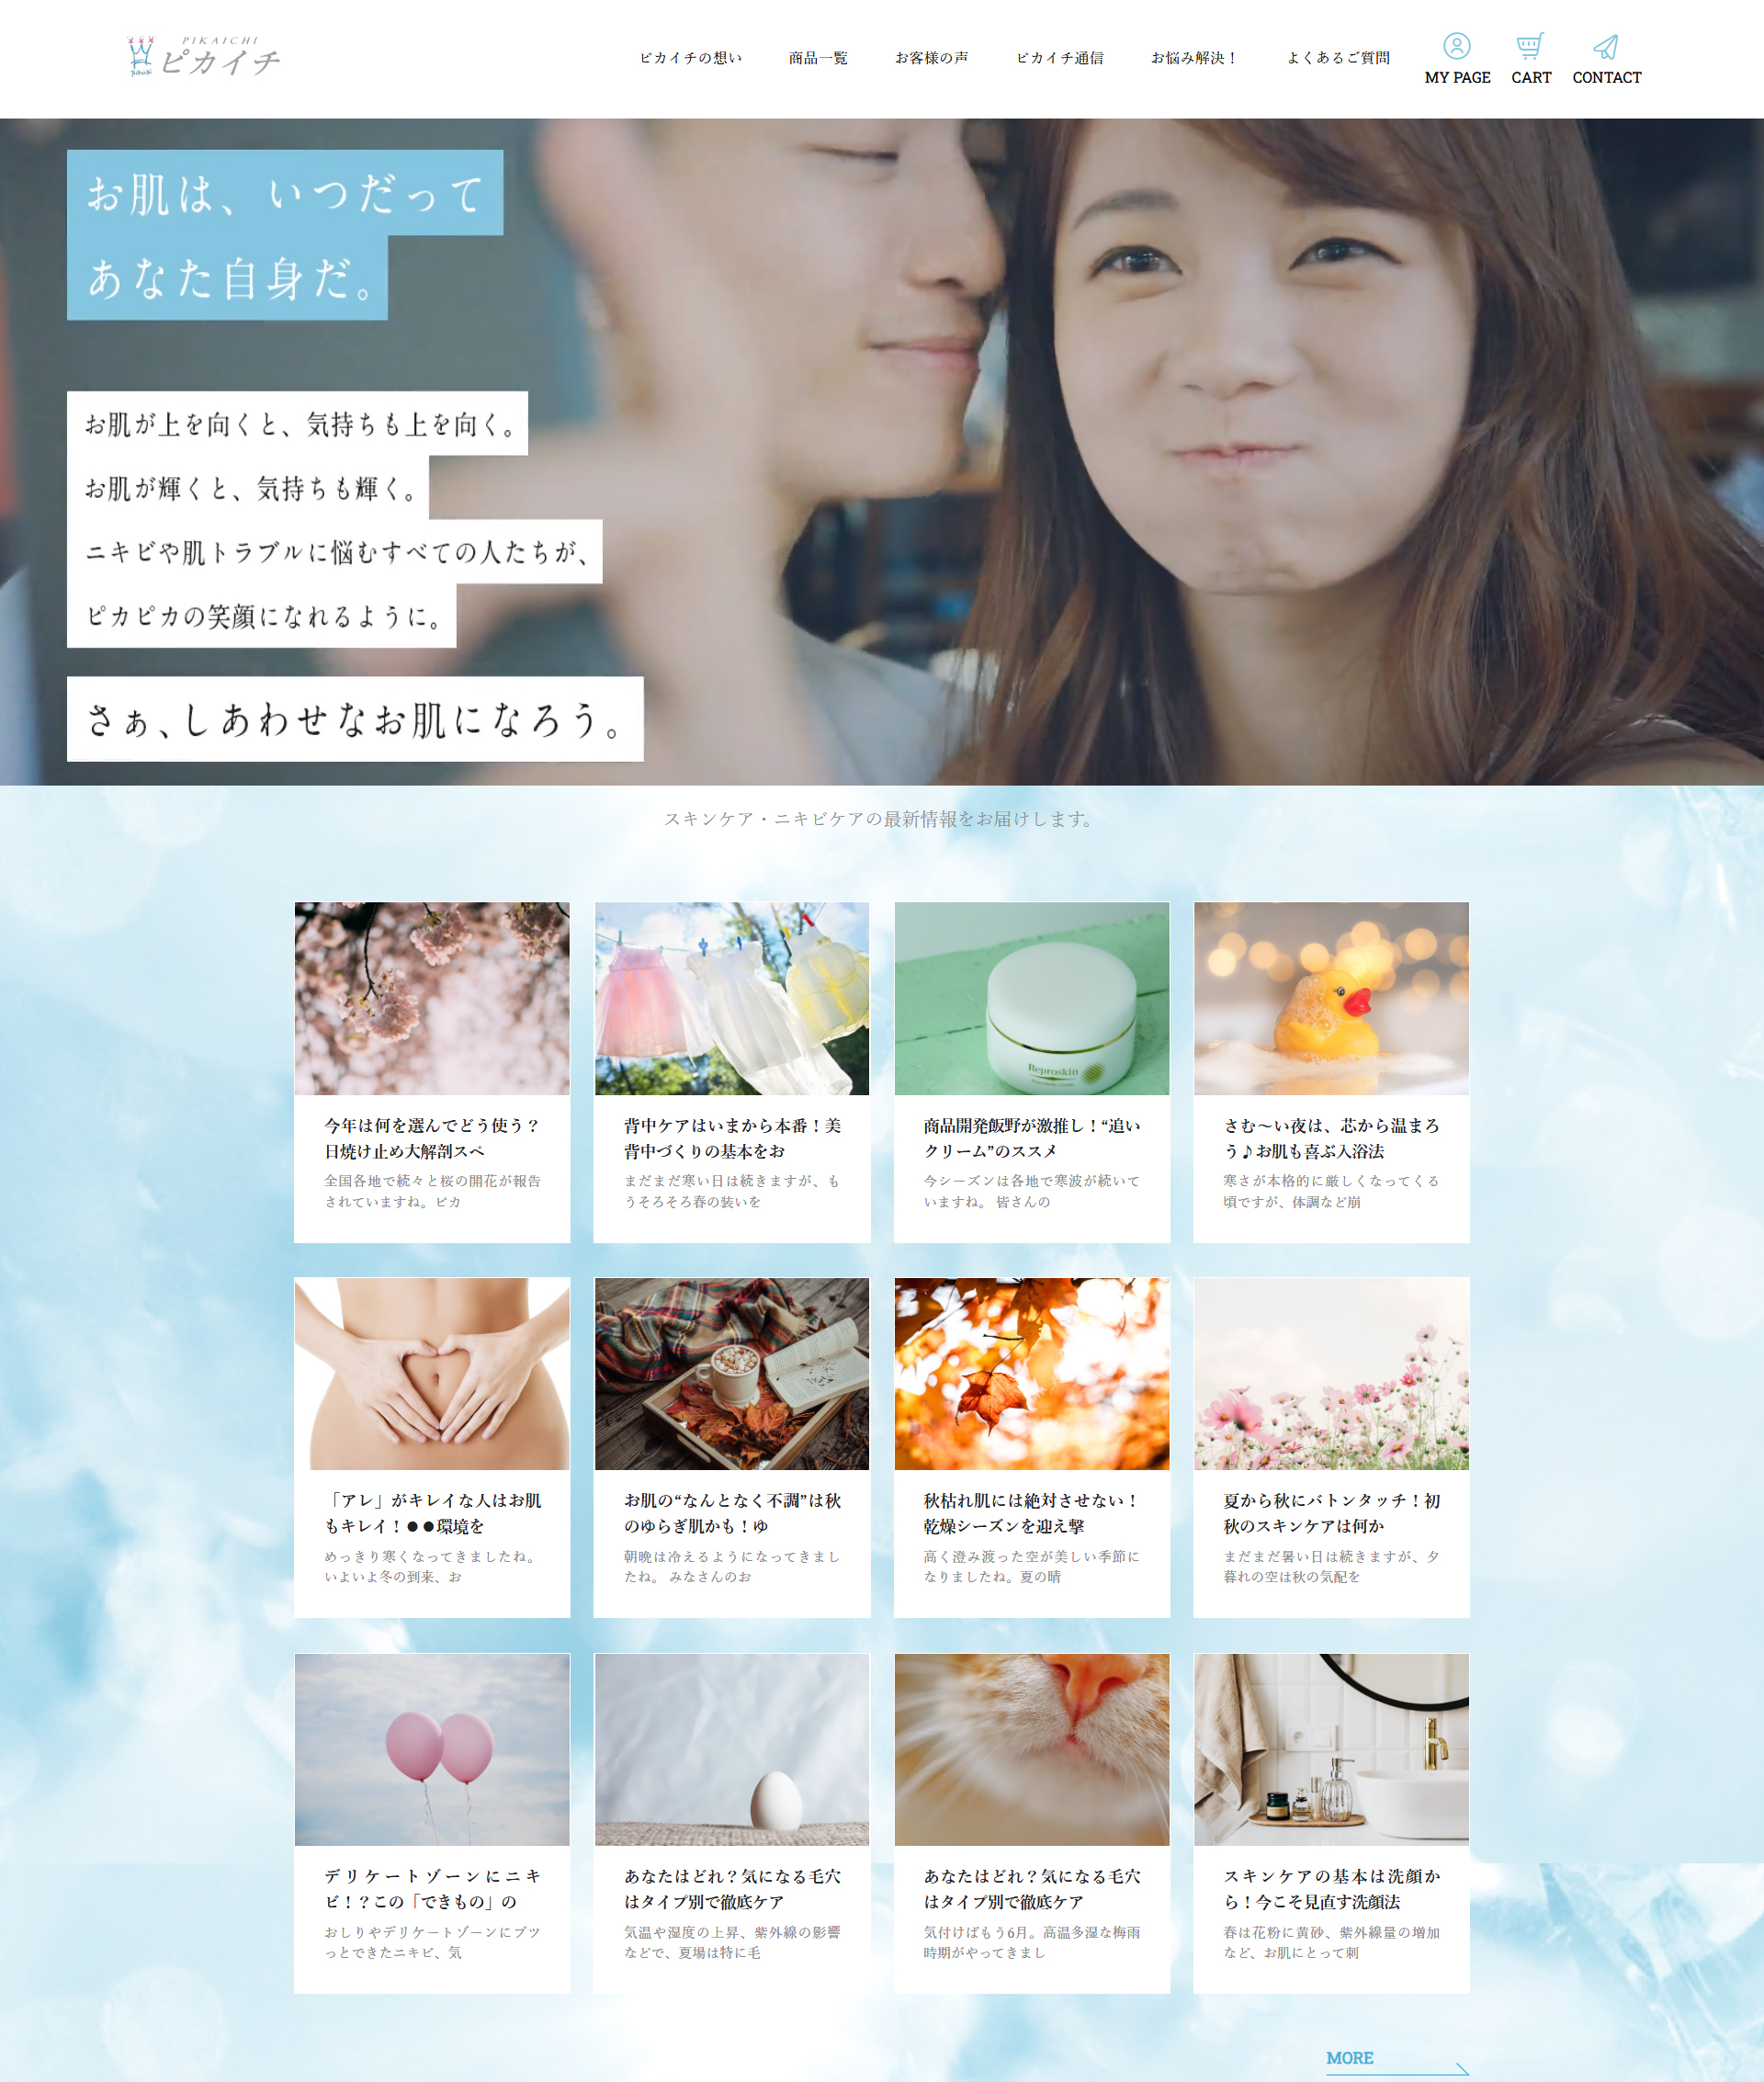 PIKAICHI
ピカイチ
ピカイチの想い
商品一覧
お客様の声
ピカイチ通信
お悩み解決！
よくあるご質問
MY PAGE
CART
CONTACT
お肌は、いつだって
あなた自身だ。
お肌が上を向くと、気持ちも上を向く。
お肌が輝くと、気持ちも輝く。
ニキビや肌トラブルに悩むすべての人たちが、
ピカピカの笑顔になれるように。
さぁ、しあわせなお肌になろう。
スキンケア・ニキビケアの最新情報をお届けします。
今年は何を選んでどう使う？
日焼け止め大解剖スペ
全国各地で続々と桜の開花が報告
されていますね。ピカ
背中ケアはいまから本番！美
背中づくりの基本をお
まだまだ寒い日は続きますが、も
うそろそろ春の装いを
Reproskin
商品開発飯野が激推し！“追い
クリーム”のススメ
今シーズンは各地で寒波が続いて
いますね。 皆さんの
さむ～い夜は、芯から温まろ
う♪お肌も喜ぶ入浴法
寒さが本格的に厳しくなってくる
頃ですが、体調など崩
「アレ」がキレイな人はお肌
もキレイ！●●環境を
めっきり寒くなってきましたね。
いよいよ冬の到来、お
お肌の“なんとなく不調”は秋
のゆらぎ肌かも！ゆ
朝晩は冷えるようになってきまし
たね。 みなさんのお
秋枯れ肌には絶対させない！
乾燥シーズンを迎え撃
高く澄み渡った空が美しい季節に
なりましたね。夏の晴
夏から秋にバトンタッチ！初
秋のスキンケアは何か
まだまだ暑い日は続きますが、夕
暮れの空は秋の気配を
デリケートゾーンにニキ
ビ！？この「できもの」の
おしりやデリケートゾーンにプツ
っとできたニキビ、気
あなたはどれ？気になる毛穴
はタイプ別で徹底ケア
気温や湿度の上昇、紫外線の影響
などで、夏場は特に毛
あなたはどれ？気になる毛穴
はタイプ別で徹底ケア
気付けばもう6月。高温多湿な梅雨
時期がやってきまし
スキンケアの基本は洗顔か
ら！今こそ見直す洗顔法
春は花粉に黄砂、紫外線量の増加
など、お肌にとって刺
MORE